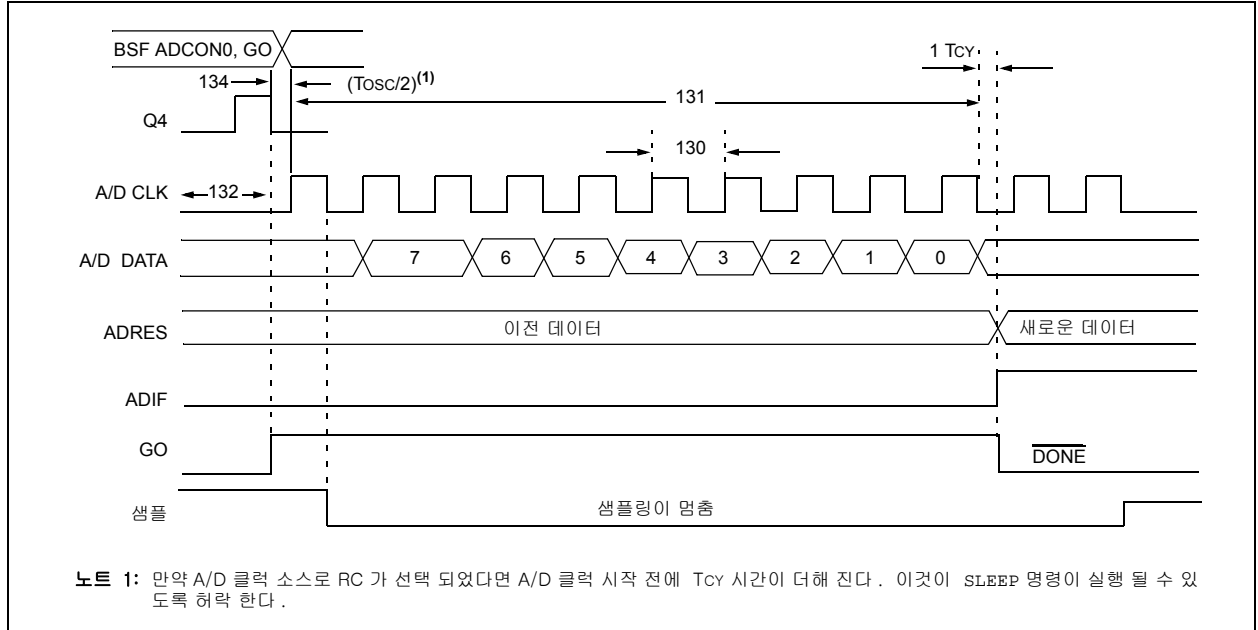 BSF ADCON0, GO
1 TCY
134
(TOSC/2)(1)
131
Q4
130
A/D CLK
132
A/D DATA
7 6 5 4 3 2 1 0
ADRES
이전 데이터
새로운 데이터
ADIF
GO
DONE
샘플
샘플링이 멈춤
노트 1: 만약 A/D 클럭 소스로 RC 가 선택 되었다면 A/D 클럭 시작 전에 TCY 시간이 더해 진다 . 이것이 SLEEP 명령이 실행 될 수 있
도록 허락 한다 .